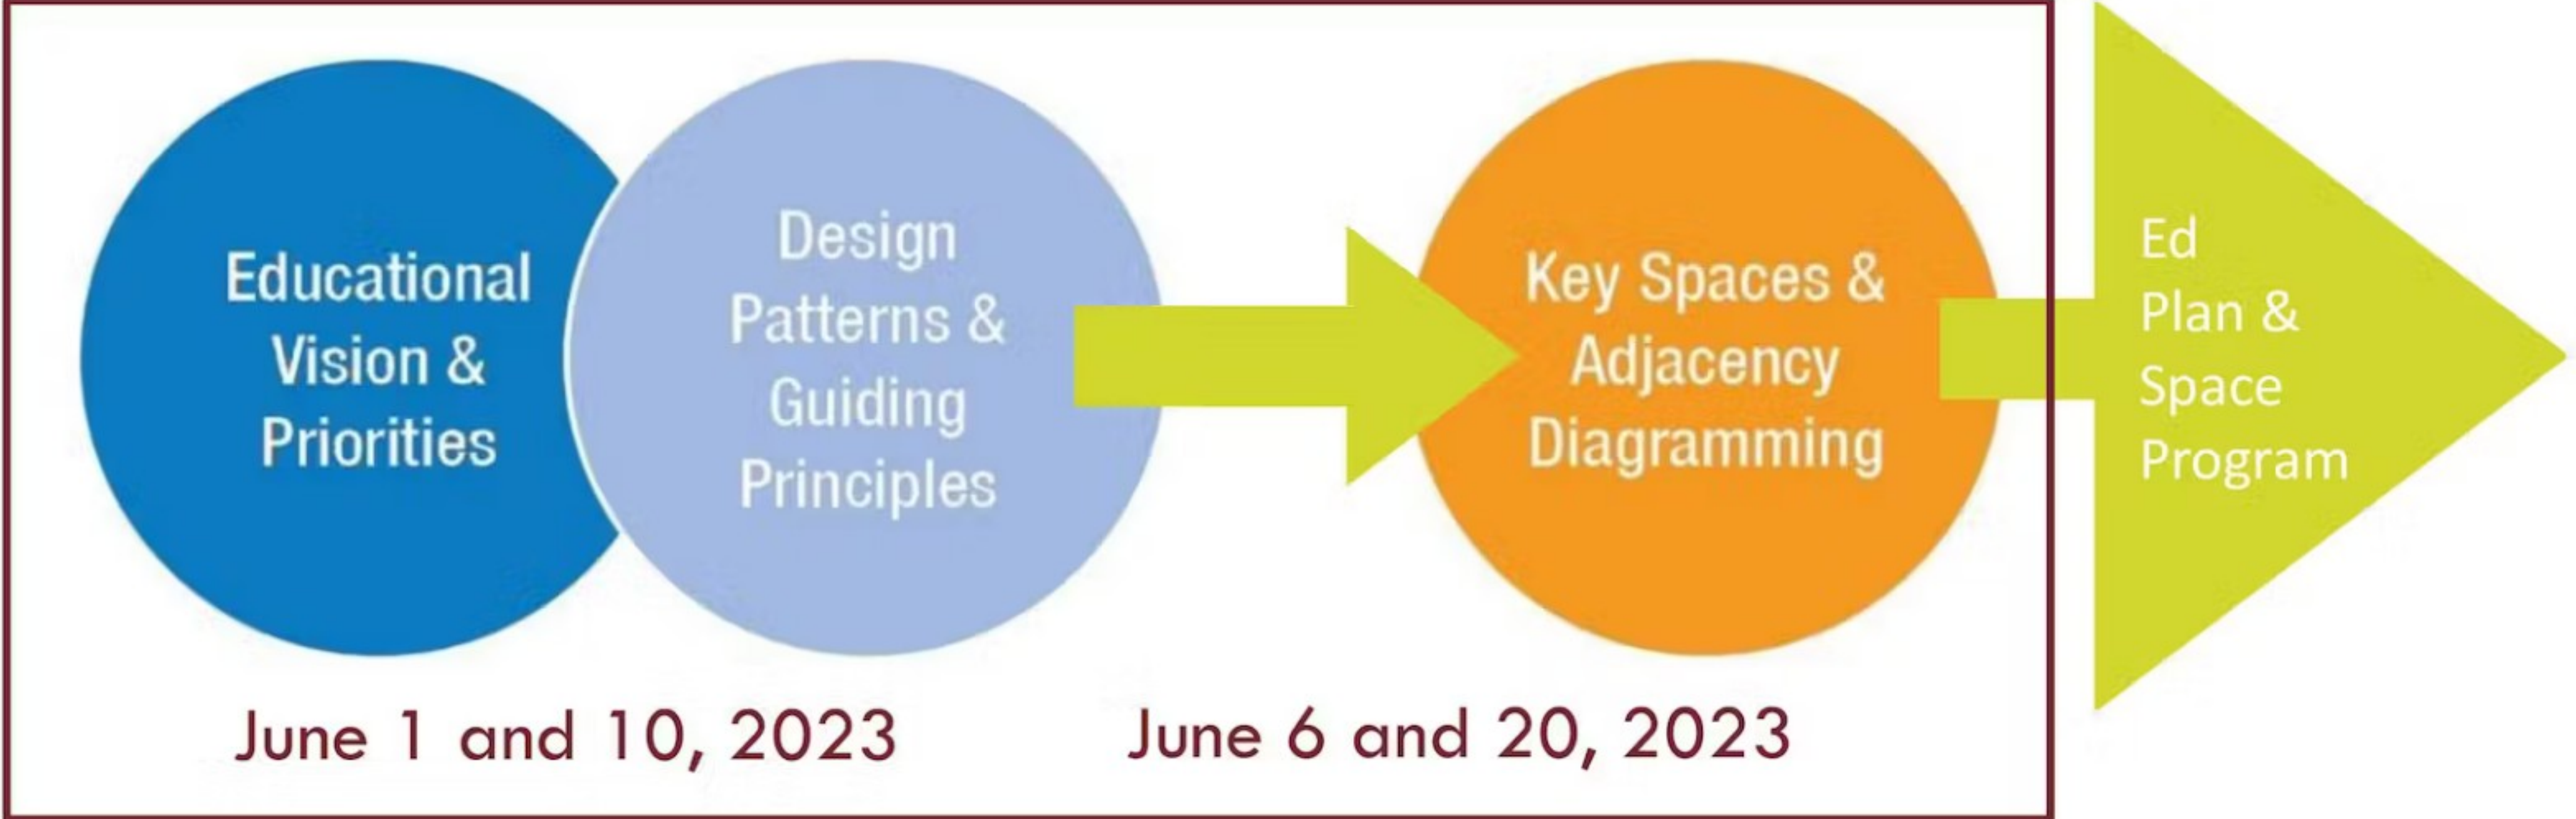 Educational
Vision &
Priorities
Design
Patterns &
Guiding
Principles
Key Spaces &
Adjacency
Diagramming
Ed
Plan &
Space
Program
June 1 and 10, 2023
June 6 and 20, 2023